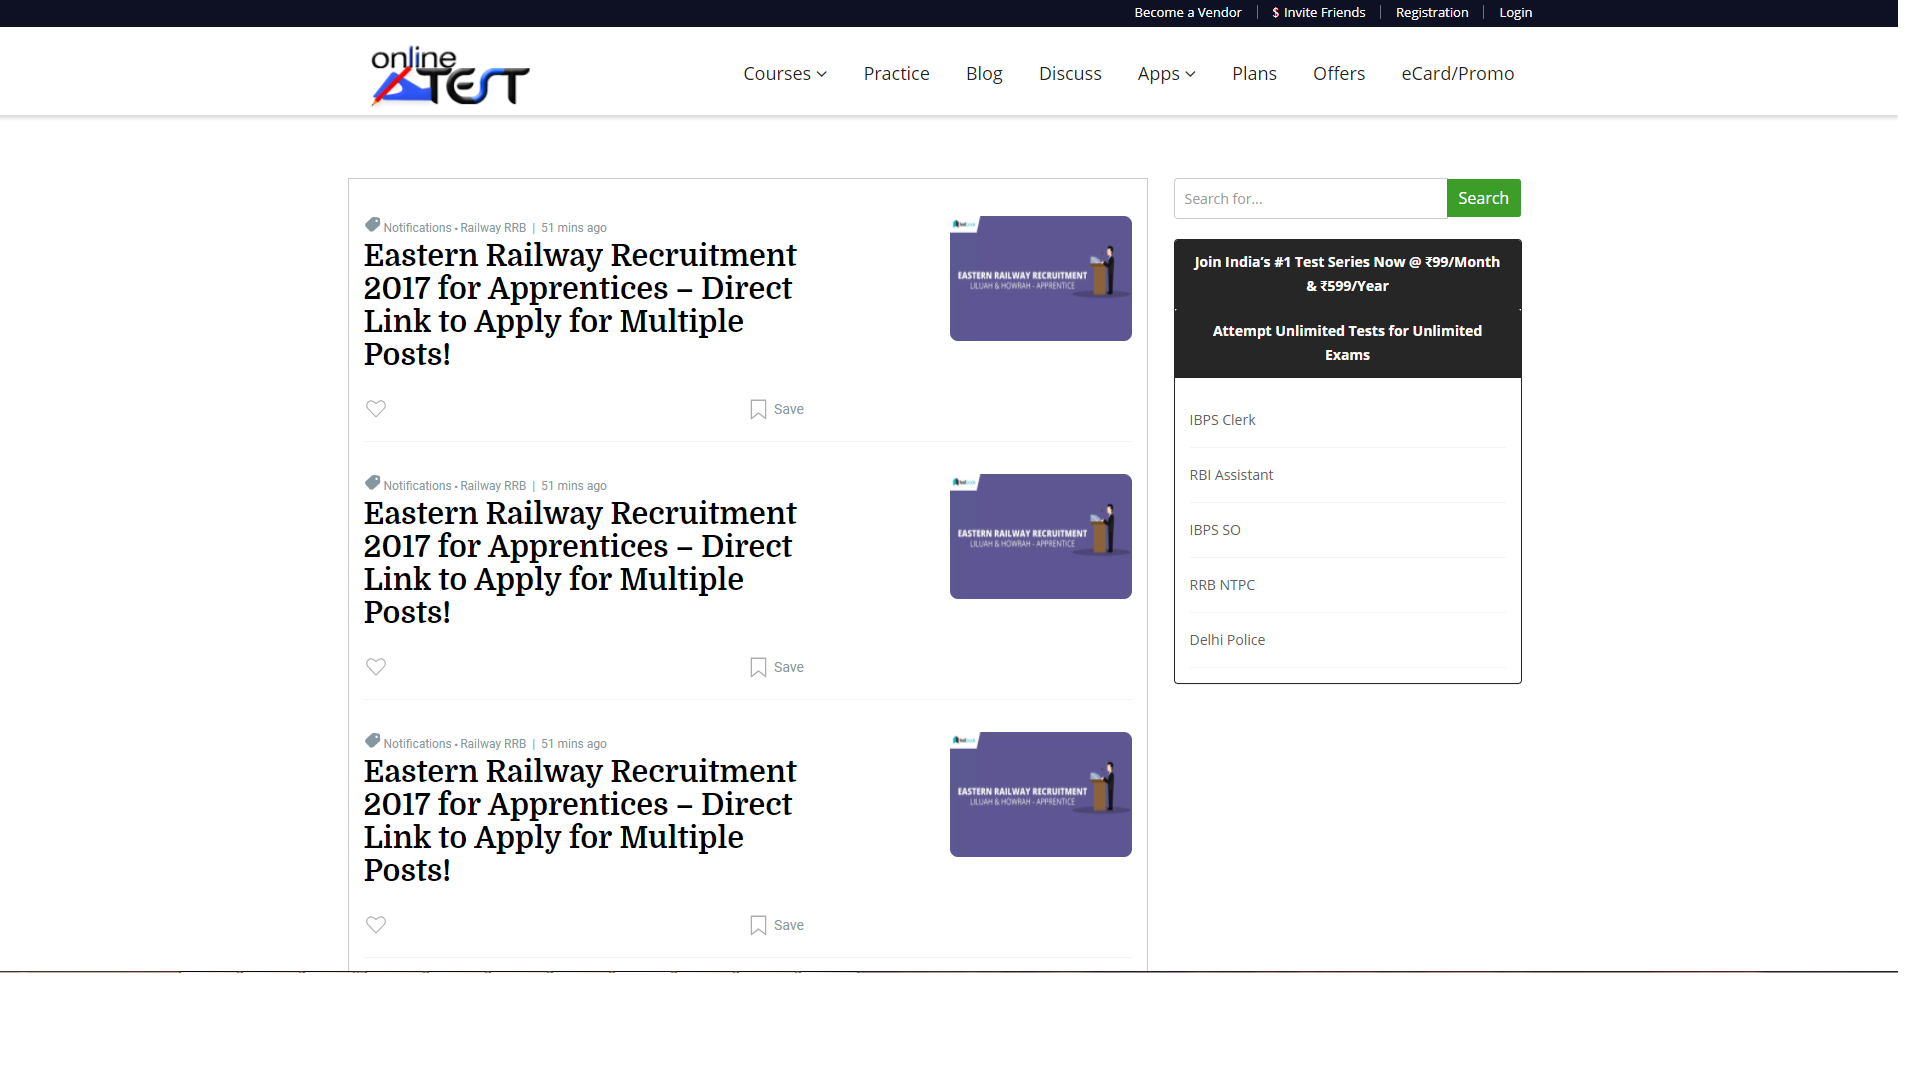 Become a Vendor
$ Invite Friends
Registration
Login
online
TEST
Courses
Practice
Blog
Discuss
Apps
Plans
Offers
eCard/Promo
Notifications • Railway RRB | 51 mins ago
Eastern Railway Recruitment
2017 for Apprentices – Direct
Link to Apply for Multiple
Posts!
EASTERN RAILWAY RECRUITMENT
LILUAH & HOWRAH - APPRENTICE
Save
Notifications • Railway RRB | 51 mins ago
Eastern Railway Recruitment
2017 for Apprentices – Direct
Link to Apply for Multiple
Posts!
EASTERN RAILWAY RECRUITMENT
LILUAH & HOWRAH - APPRENTICE
Save
Notifications • Railway RRB | 51 mins ago
Eastern Railway Recruitment
2017 for Apprentices – Direct
Link to Apply for Multiple
Posts!
EASTERN RAILWAY RECRUITMENT
LILUAH & HOWRAH - APPRENTICE
Save
Search for...
Search
Join India’s #1 Test Series Now @ ₹99/Month
& ₹599/Year
Attempt Unlimited Tests for Unlimited
Exams
IBPS Clerk
RBI Assistant
IBPS SO
RRB NTPC
Delhi Police